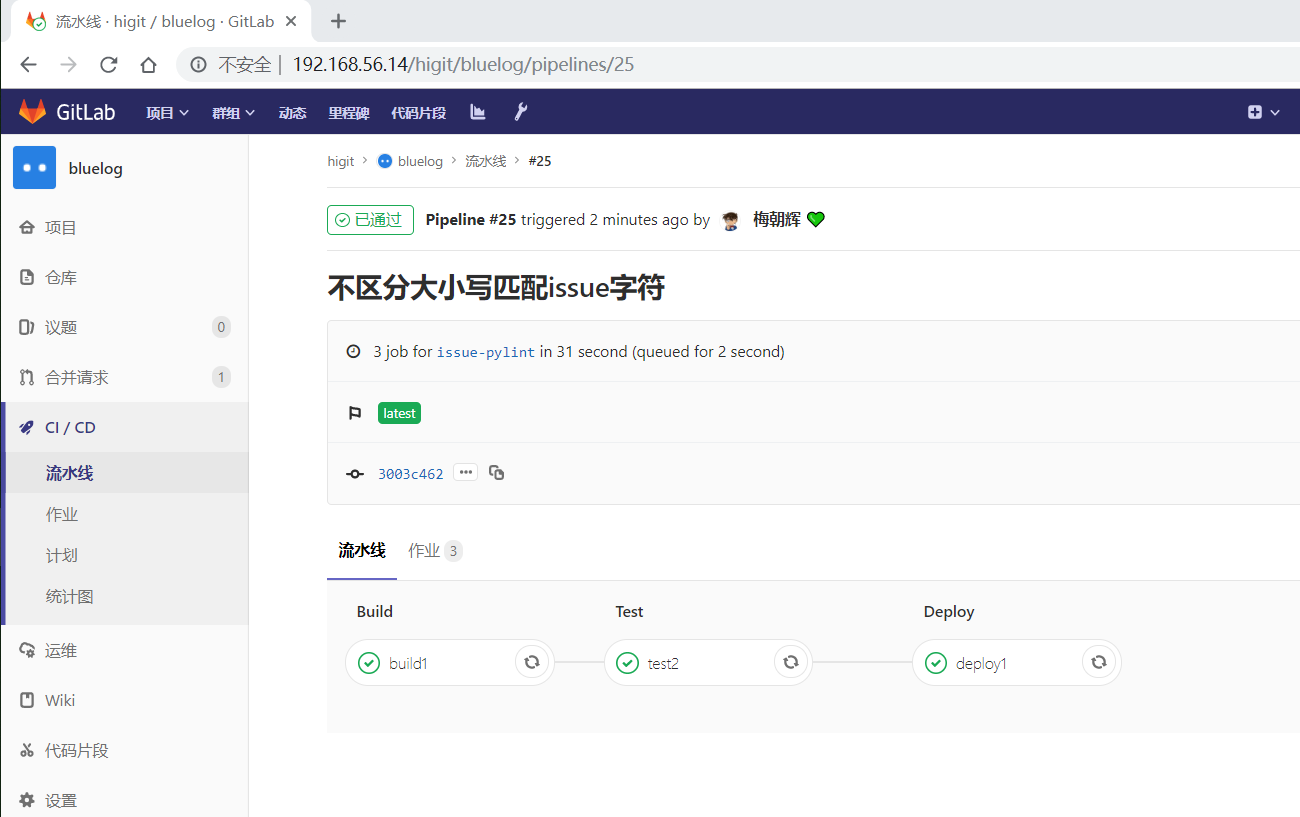 流水线 · higit / bluelog · GitLab
不安全 | 192.168.56.14/higit/bluelog/pipelines/25
GitLab 项目 群组 动态 里程碑 代码片段
bluelog
项目
仓库
议题 0
合并请求 1
CI / CD
流水线
作业
计划
统计图
运维
Wiki
代码片段
设置
higit > bluelog > 流水线 > #25
已通过 Pipeline #25 triggered 2 minutes ago by 梅朝辉
不区分大小写匹配issue字符
3 job for issue-pylint in 31 second (queued for 2 second)
latest
3003c462
流水线 作业 3
Build Test Deploy
build1 test2 deploy1